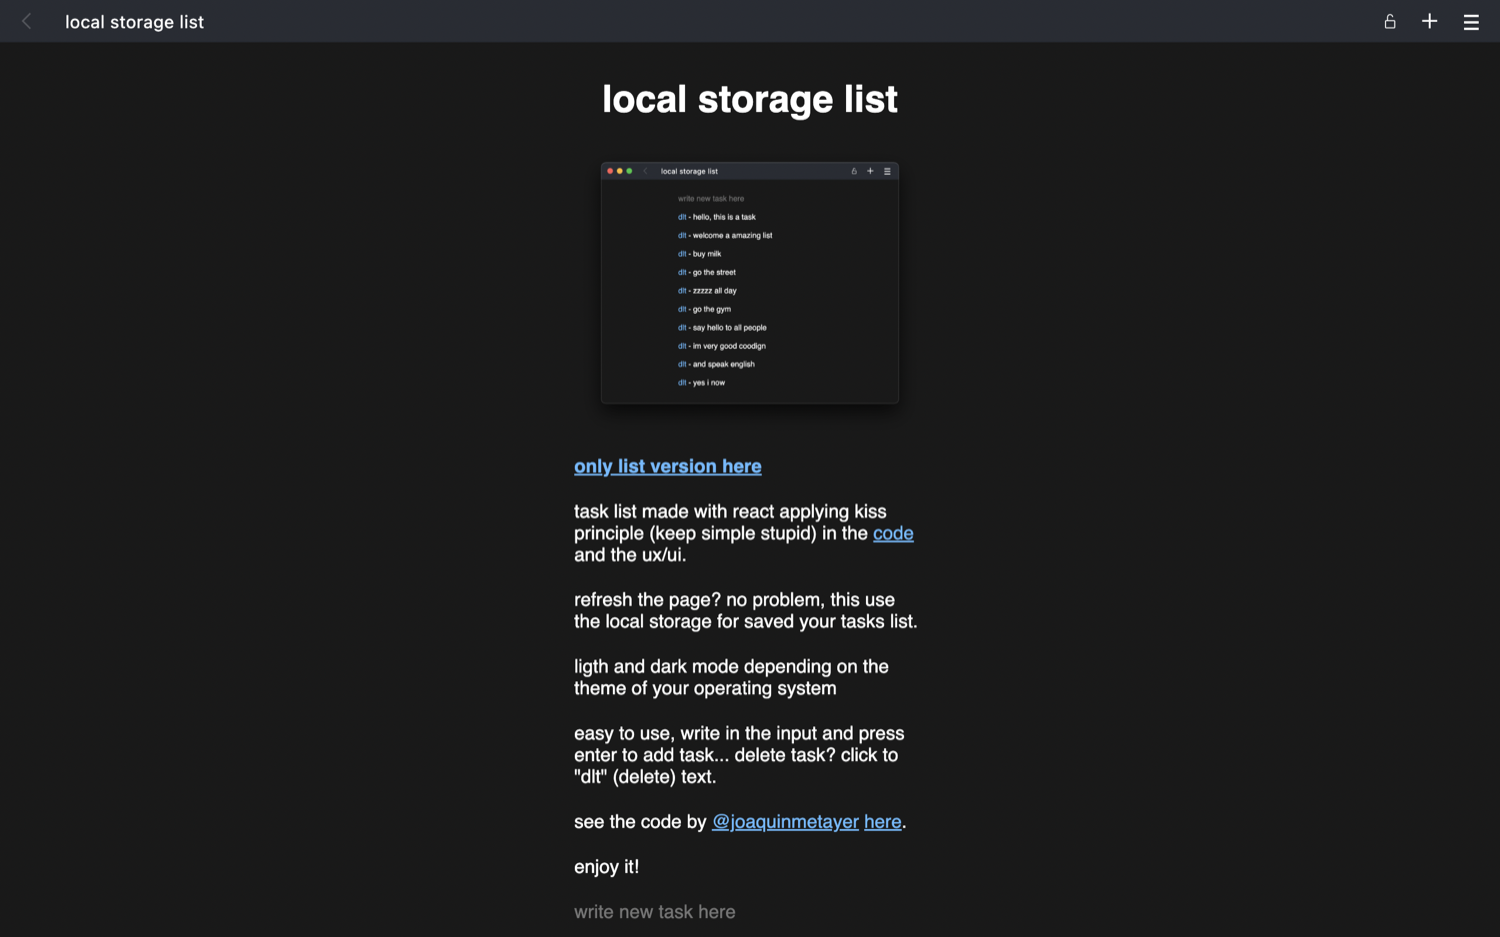 local storage list
local storage list
local storage list
write new task here
dlt - hello, this is a task
dlt - welcome a amazing list
dlt - buy milk
dlt - go the street
dlt - zzzzz all day
dlt - go the gym
dlt - say hello to all people
dlt - im very good coodign
dlt - and speak english
dlt - yes i now
only list version here
task list made with react applying kiss
principle (keep simple stupid) in the code
and the ux/ui.
refresh the page? no problem, this use
the local storage for saved your tasks list.
ligth and dark mode depending on the
theme of your operating system
easy to use, write in the input and press
enter to add task... delete task? click to
"dlt" (delete) text.
see the code by @joaquinmetayer here.
enjoy it!
write new task here